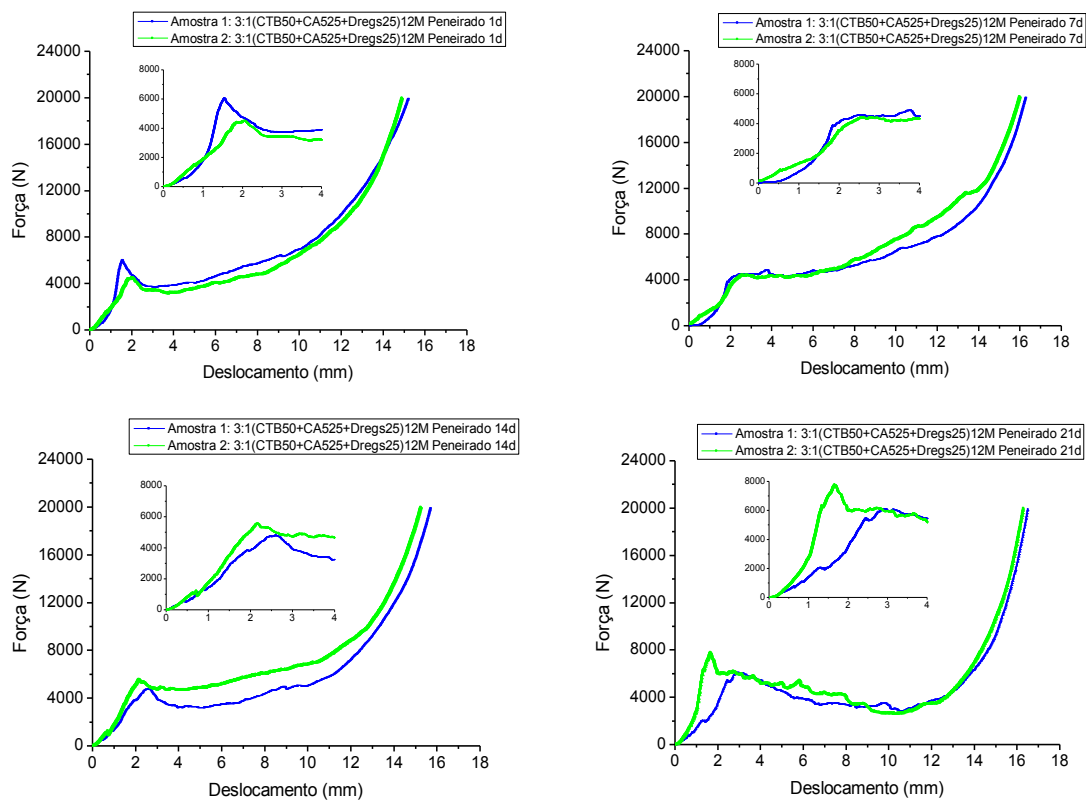 Amostra 1: 3:1(CTB50+CA525+Dregs25)12M Peneirado 1d
Amostra 2: 3:1(CTB50+CA525+Dregs25)12M Peneirado 1d
24000
20000
16000
12000
8000
4000
0
Força (N)
0 2 4 6 8 10 12 14 16 18
Deslocamento (mm)
8000
6000
4000
2000
0
0 1 2 3 4
Amostra 1: 3:1(CTB50+CA525+Dregs25)12M Peneirado 7d
Amostra 2: 3:1(CTB50+CA525+Dregs25)12M Peneirado 7d
24000
20000
16000
12000
8000
4000
0
Força (N)
0 2 4 6 8 10 12 14 16 18
Deslocamento (mm)
8000
6000
4000
2000
0
0 1 2 3 4
Amostra 1: 3:1(CTB50+CA525+Dregs25)12M Peneirado 14d
Amostra 2: 3:1(CTB50+CA525+Dregs25)12M Peneirado 14d
24000
20000
16000
12000
8000
4000
0
Força (N)
0 2 4 6 8 10 12 14 16 18
Deslocamento (mm)
8000
6000
4000
2000
0
0 1 2 3 4
Amostra 1: 3:1(CTB50+CA525+Dregs25)12M Peneirado 21d
Amostra 2: 3:1(CTB50+CA525+Dregs25)12M Peneirado 21d
24000
20000
16000
12000
8000
4000
0
Força (N)
0 2 4 6 8 10 12 14 16 18
Deslocamento (mm)
8000
6000
4000
2000
0
0 1 2 3 4